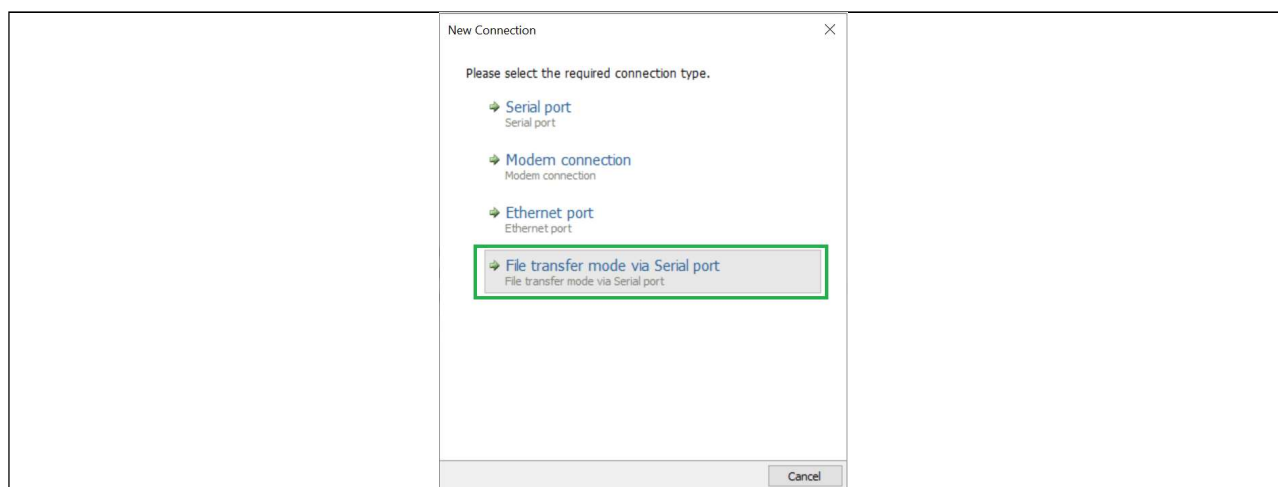 New Connection
Please select the required connection type.
Serial port
Serial port
Modem connection
Modem connection
Ethernet port
Ethernet port
File transfer mode via Serial port
File transfer mode via Serial port
Cancel